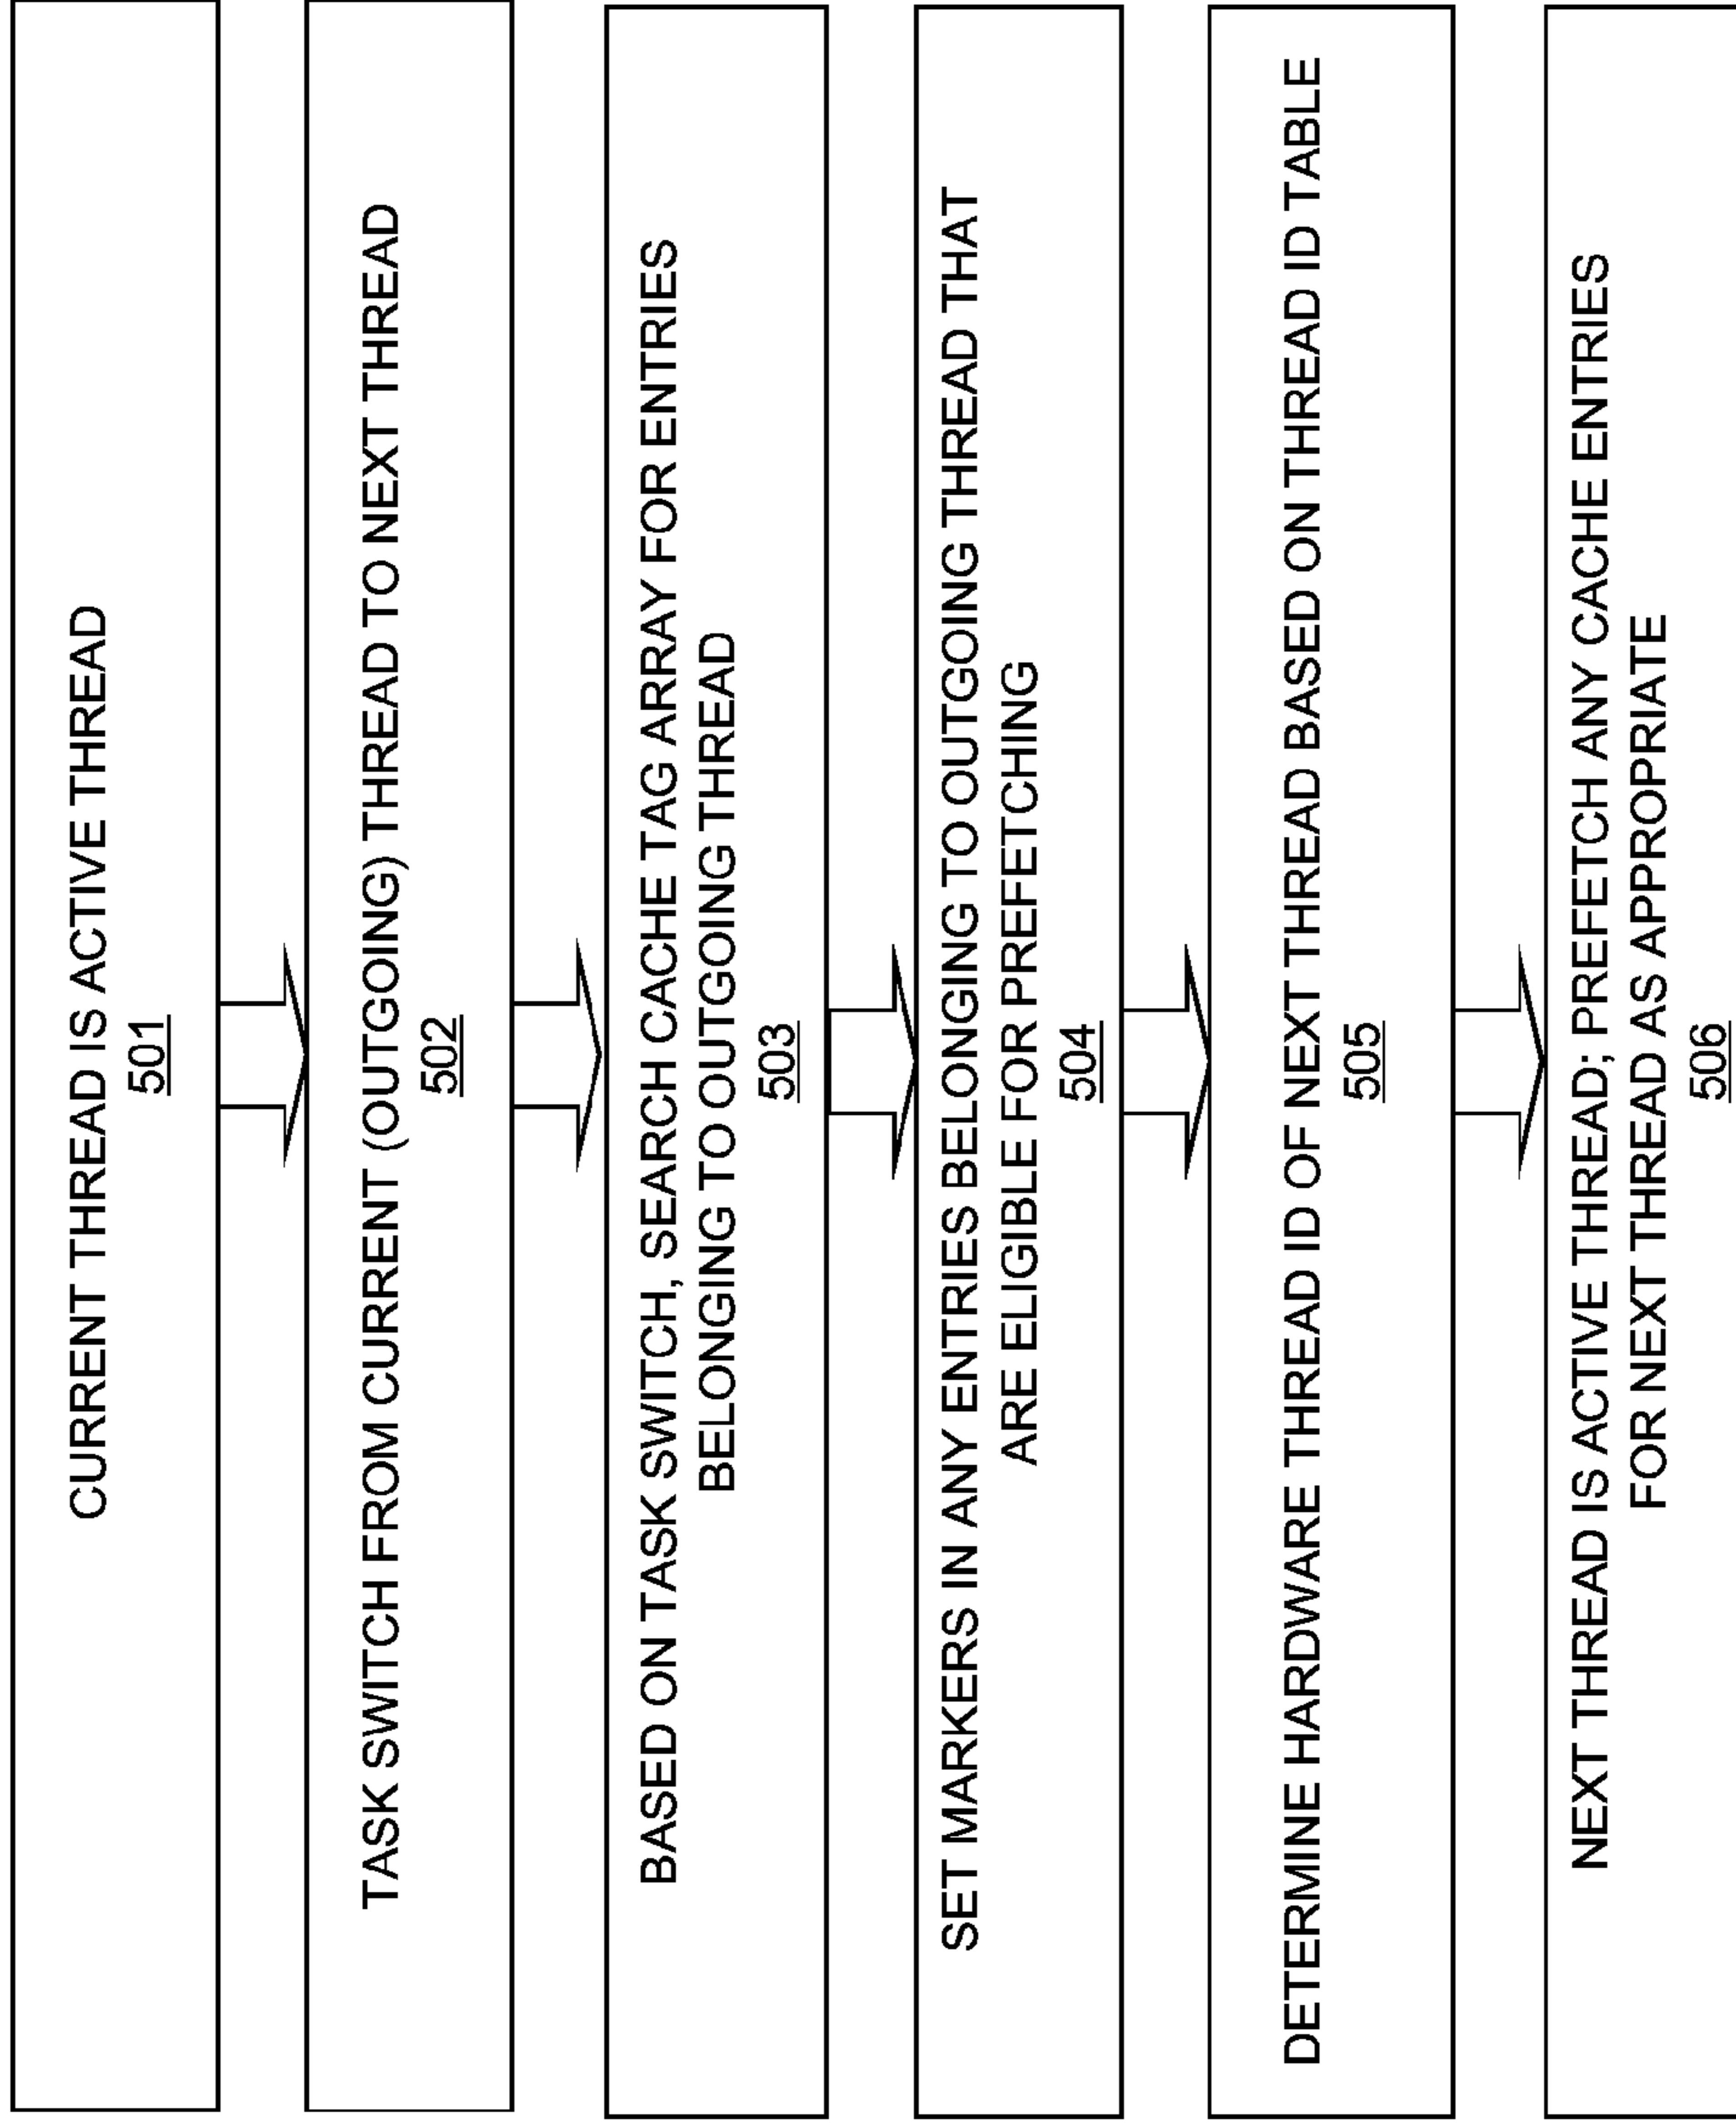 CURRENT THREAD IS ACTIVE THREAD
501
TASK SWITCH FROM CURRENT (OUTGOING) THREAD TO NEXT THREAD
502
BASED ON TASK SWITCH, SEARCH CACHE TAG ARRAY FOR ENTRIES
BELONGING TO OUTGOING THREAD
503
SET MARKERS IN ANY ENTRIES BELONGING TO OUTGOING THREAD THAT
ARE ELIGIBLE FOR PREFETCHING
504
DETERMINE HARDWARE THREAD ID OF NEXT THREAD BASED ON THREAD ID TABLE
505
NEXT THREAD IS ACTIVE THREAD; PREFETCH ANY CACHE ENTRIES
FOR NEXT THREAD AS APPROPRIATE
506